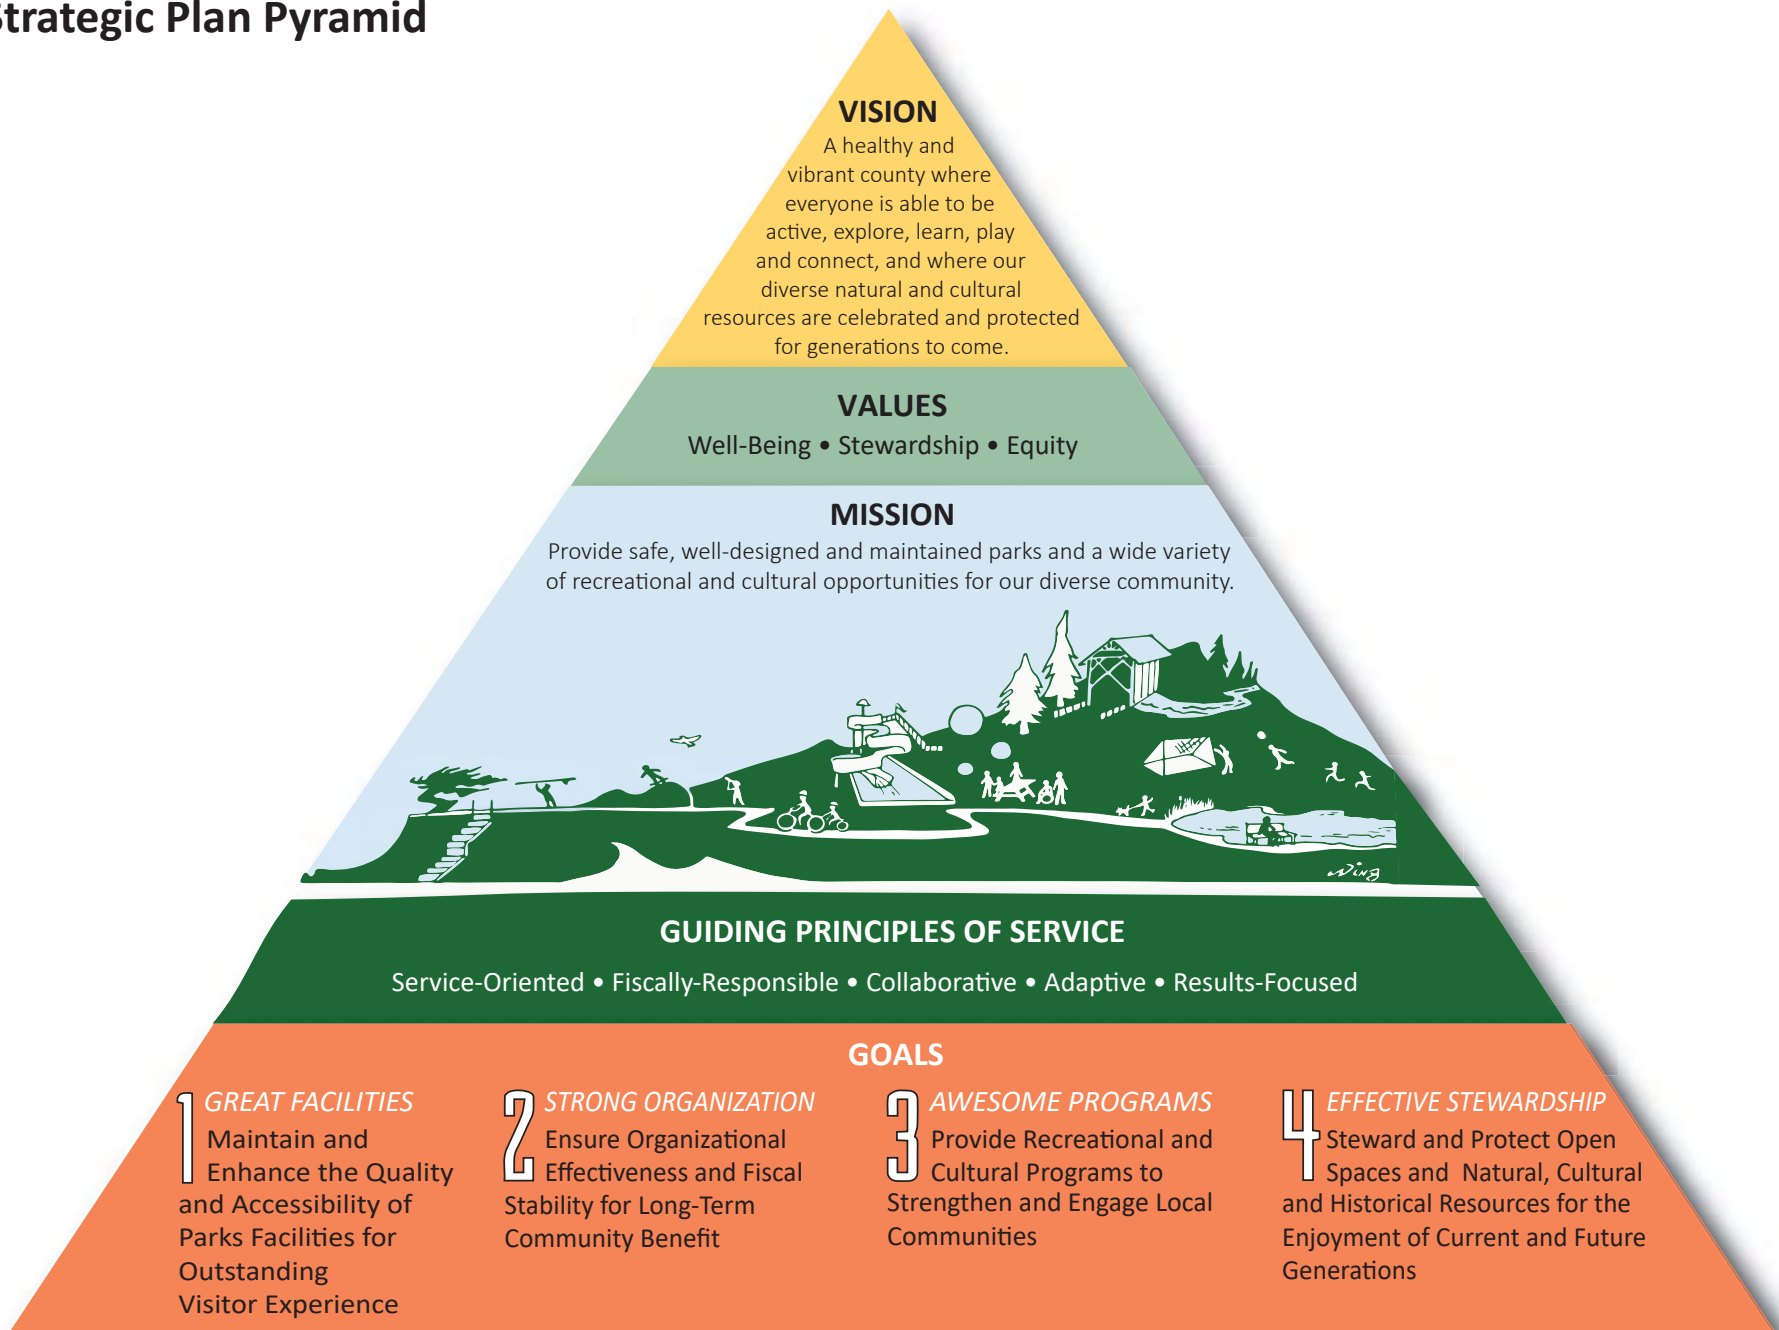 Strategic Plan Pyramid
VISION
A healthy and
vibrant county where
everyone is able to be
active, explore, learn, play
and connect, and where our
diverse natural and cultural
resources are celebrated and protected
for generations to come.
VALUES
Well-Being • Stewardship • Equity
MISSION
Provide safe, well-designed and maintained parks and a wide variety
of recreational and cultural opportunities for our diverse community.
Wing
GUIDING PRINCIPLES OF SERVICE
Service-Oriented • Fiscally-Responsible • Collaborative • Adaptive • Results-Focused
GOALS
1 GREAT FACILITIES
Maintain and
Enhance the Quality
and Accessibility of
Parks Facilities for
Outstanding
Visitor Experience
2 STRONG ORGANIZATION
Ensure Organizational
Effectiveness and Fiscal
Stability for Long-Term
Community Benefit
3 AWESOME PROGRAMS
Provide Recreational and
Cultural Programs to
Strengthen and Engage Local
Communities
4 EFFECTIVE STEWARDSHIP
Steward and Protect Open
Spaces and Natural, Cultural
and Historical Resources for the
Enjoyment of Current and Future
Generations